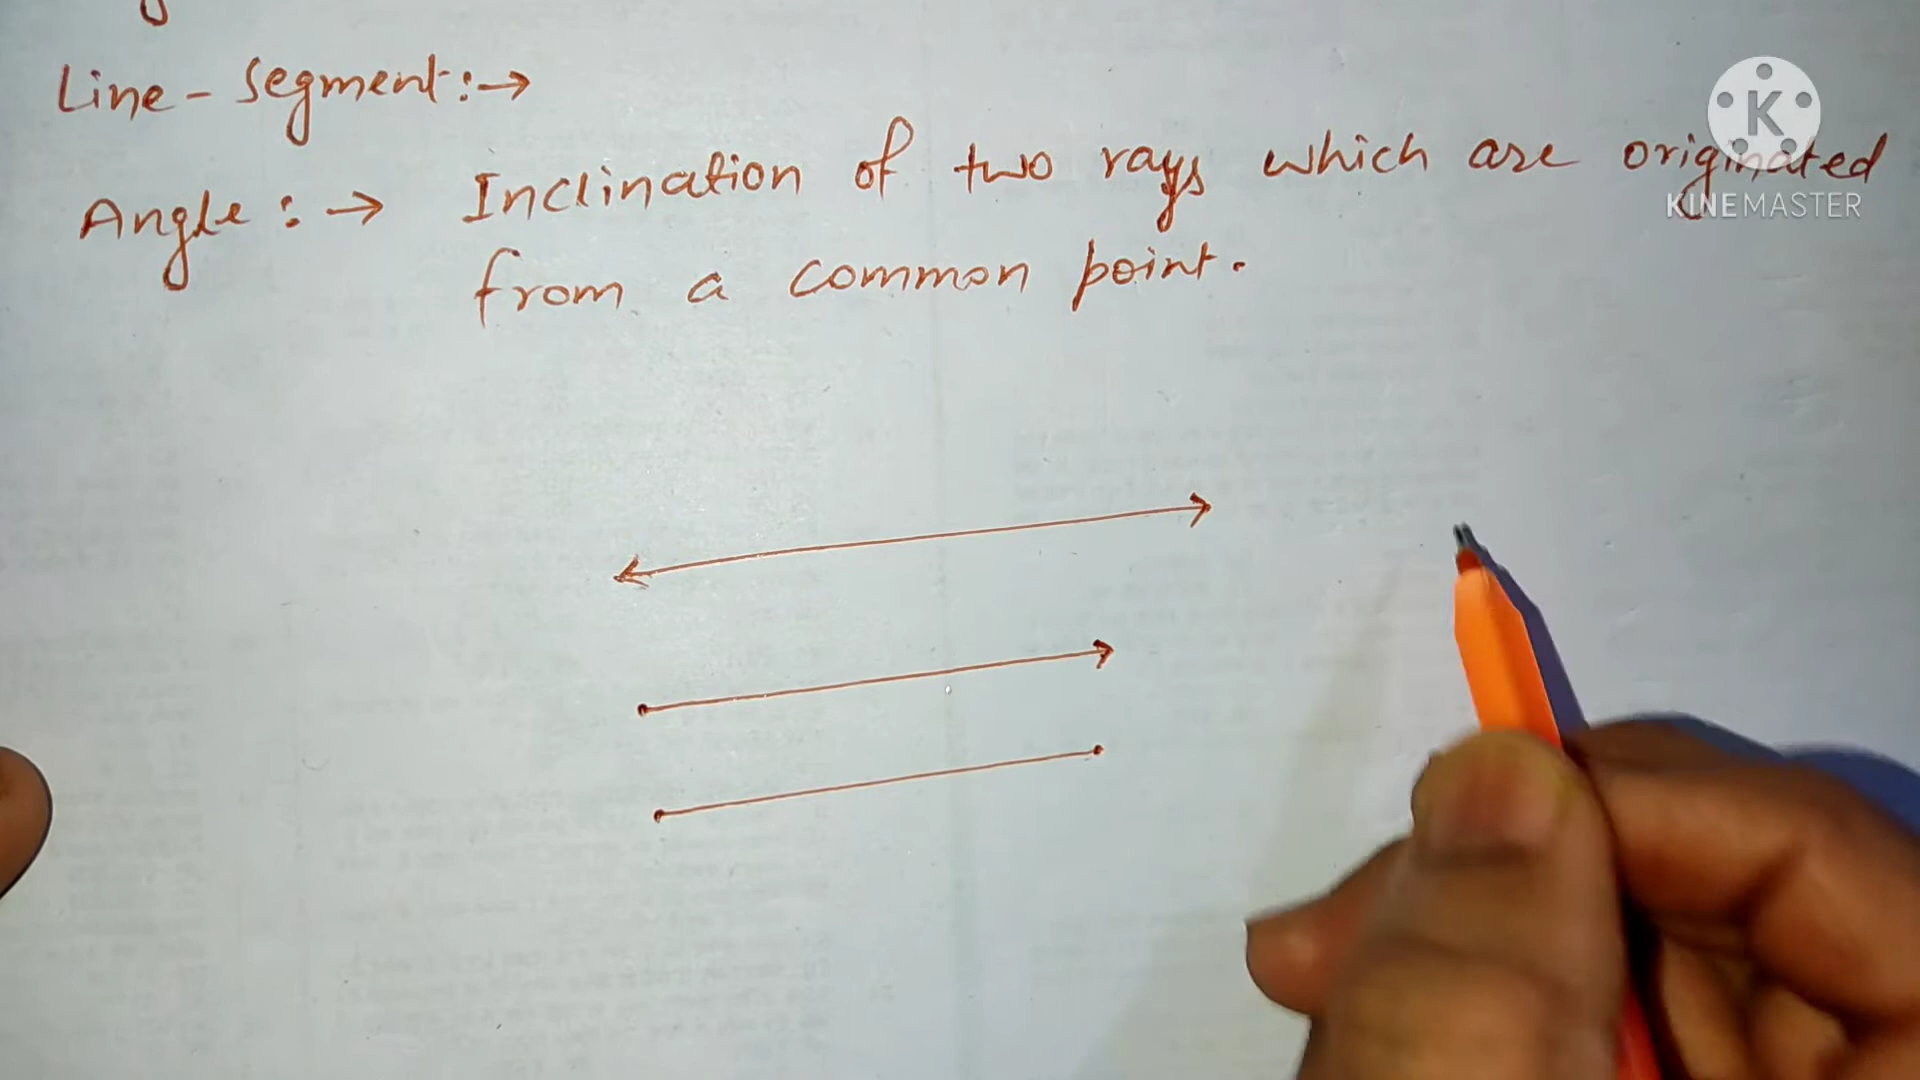 Line - Segment :→
Angle : → Inclination of two rays which are originated
from a common point.
K
KINEMASTER